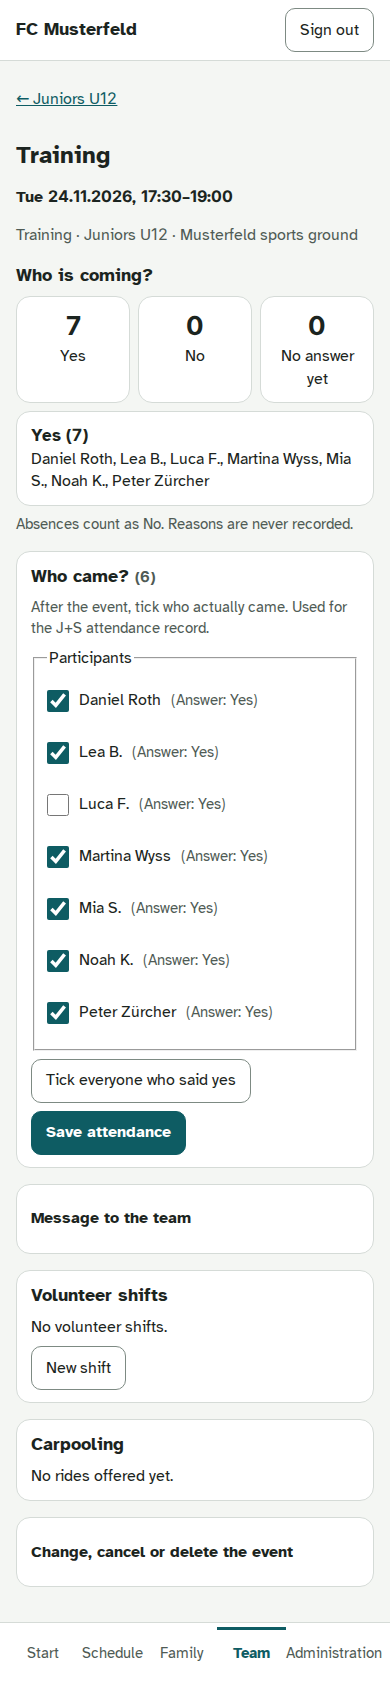 FC Musterfeld
Sign out
← Juniors U12
Training
Tue 24.11.2026, 17:30–19:00
Training · Juniors U12 · Musterfeld sports ground
Who is coming?
7
Yes
0
No
0
No answer
yet
Yes (7)
Daniel Roth, Lea B., Luca F., Martina Wyss, Mia
S., Noah K., Peter Zürcher
Absences count as No. Reasons are never recorded.
Who came? (6)
After the event, tick who actually came. Used for
the J+S attendance record.
Participants
Daniel Roth (Answer: Yes)
Lea B. (Answer: Yes)
Luca F. (Answer: Yes)
Martina Wyss (Answer: Yes)
Mia S. (Answer: Yes)
Noah K. (Answer: Yes)
Peter Zürcher (Answer: Yes)
Tick everyone who said yes
Save attendance
Message to the team
Volunteer shifts
No volunteer shifts.
New shift
Carpooling
No rides offered yet.
Change, cancel or delete the event
Start Schedule Family Team Administration